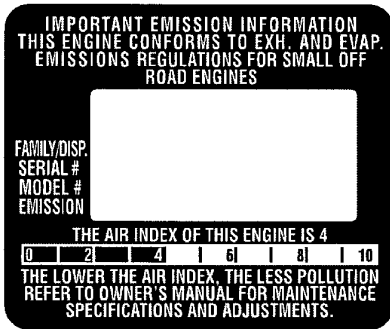 IMPORTANT EMISSION INFORMATION
THIS ENGINE CONFORMS TO EXH. AND EVAP.
EMISSIONS REGULATIONS FOR SMALL OFF
ROAD ENGINES
FAMILY/DISP.
SERIAL #
MODEL #
EMISSION
THE AIR INDEX OF THIS ENGINE IS 4
0 2 4 6 8 10
THE LOWER THE AIR INDEX, THE LESS POLLUTION
REFER TO OWNER'S MANUAL FOR MAINTENANCE
SPECIFICATIONS AND ADJUSTMENTS.